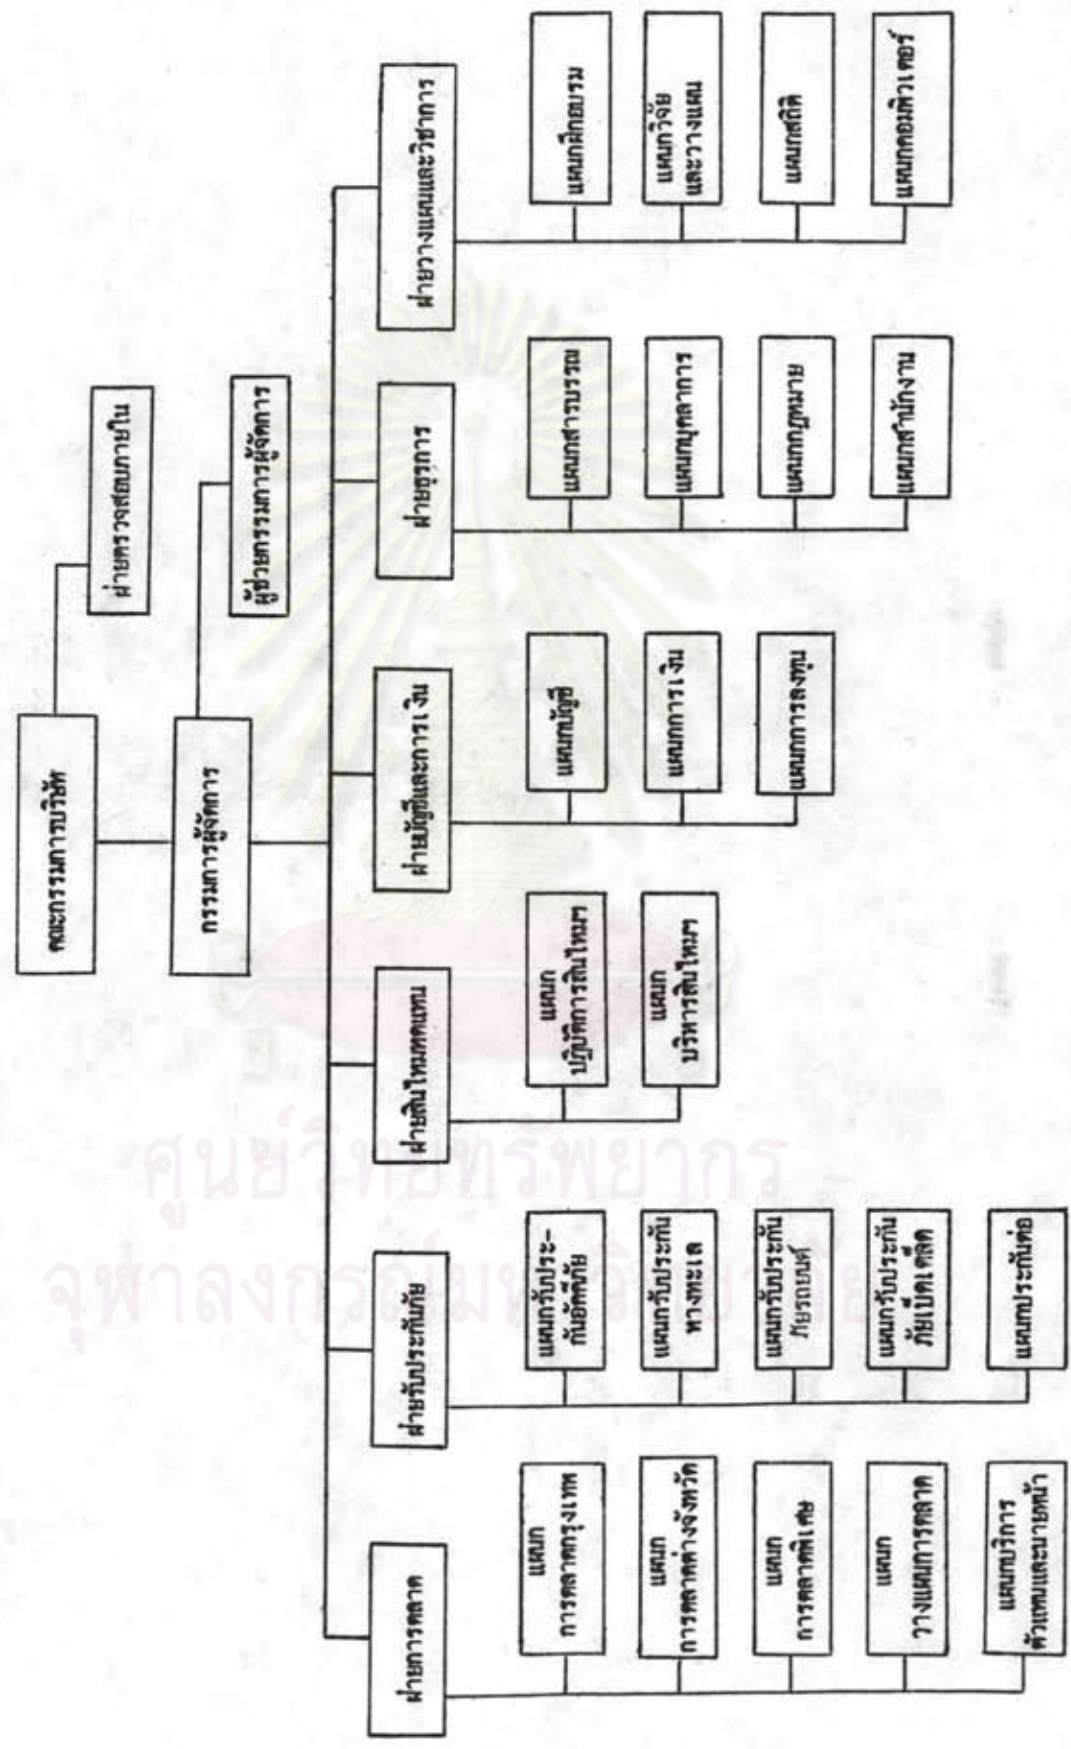 คณะกรรมการบริษัท
ฝ่ายตรวจสอบภายใน
กรรมการผู้จัดการ
ผู้ช่วยกรรมการผู้จัดการ
ฝ่ายการตลาด
ฝ่ายรับประกันภัย
ฝ่ายสินไหมทดแทน
ฝ่ายบัญชีและการเงิน
ฝ่ายธุรการ
ฝ่ายวางแผนและวิชาการ
แผนก
การตลาดกรุงเทพ
แผนก
การตลาดต่างจังหวัด
แผนก
การตลาดพิเศษ
แผนก
วางแผนการตลาด
แผนกบริการ
ตัวแทนและนายหน้า
แผนกรับประ-
กันอัคคีภัย
แผนกรับประกัน
ทางทะเล
แผนกรับประกัน
ภัยรถยนต์
แผนกรับประกัน
ภัยเบ็ดเตล็ด
แผนกประกันต่อ
แผนก
ปฏิบัติการสินไหมฯ
แผนก
บริหารสินไหมฯ
แผนกบัญชี
แผนกการเงิน
แผนกการลงทุน
แผนกสารบรรณ
แผนกบุคลาการ
แผนกกฎหมาย
แผนกสำนักงาน
แผนกฝึกอบรม
แผนกวิจัย
และวางแผน
แผนกสถิติ
แผนกคอมพิวเตอร์
ศูนย์วิทยทรัพยากร
จุฬาลงกรณ์มหาวิทยาลัย